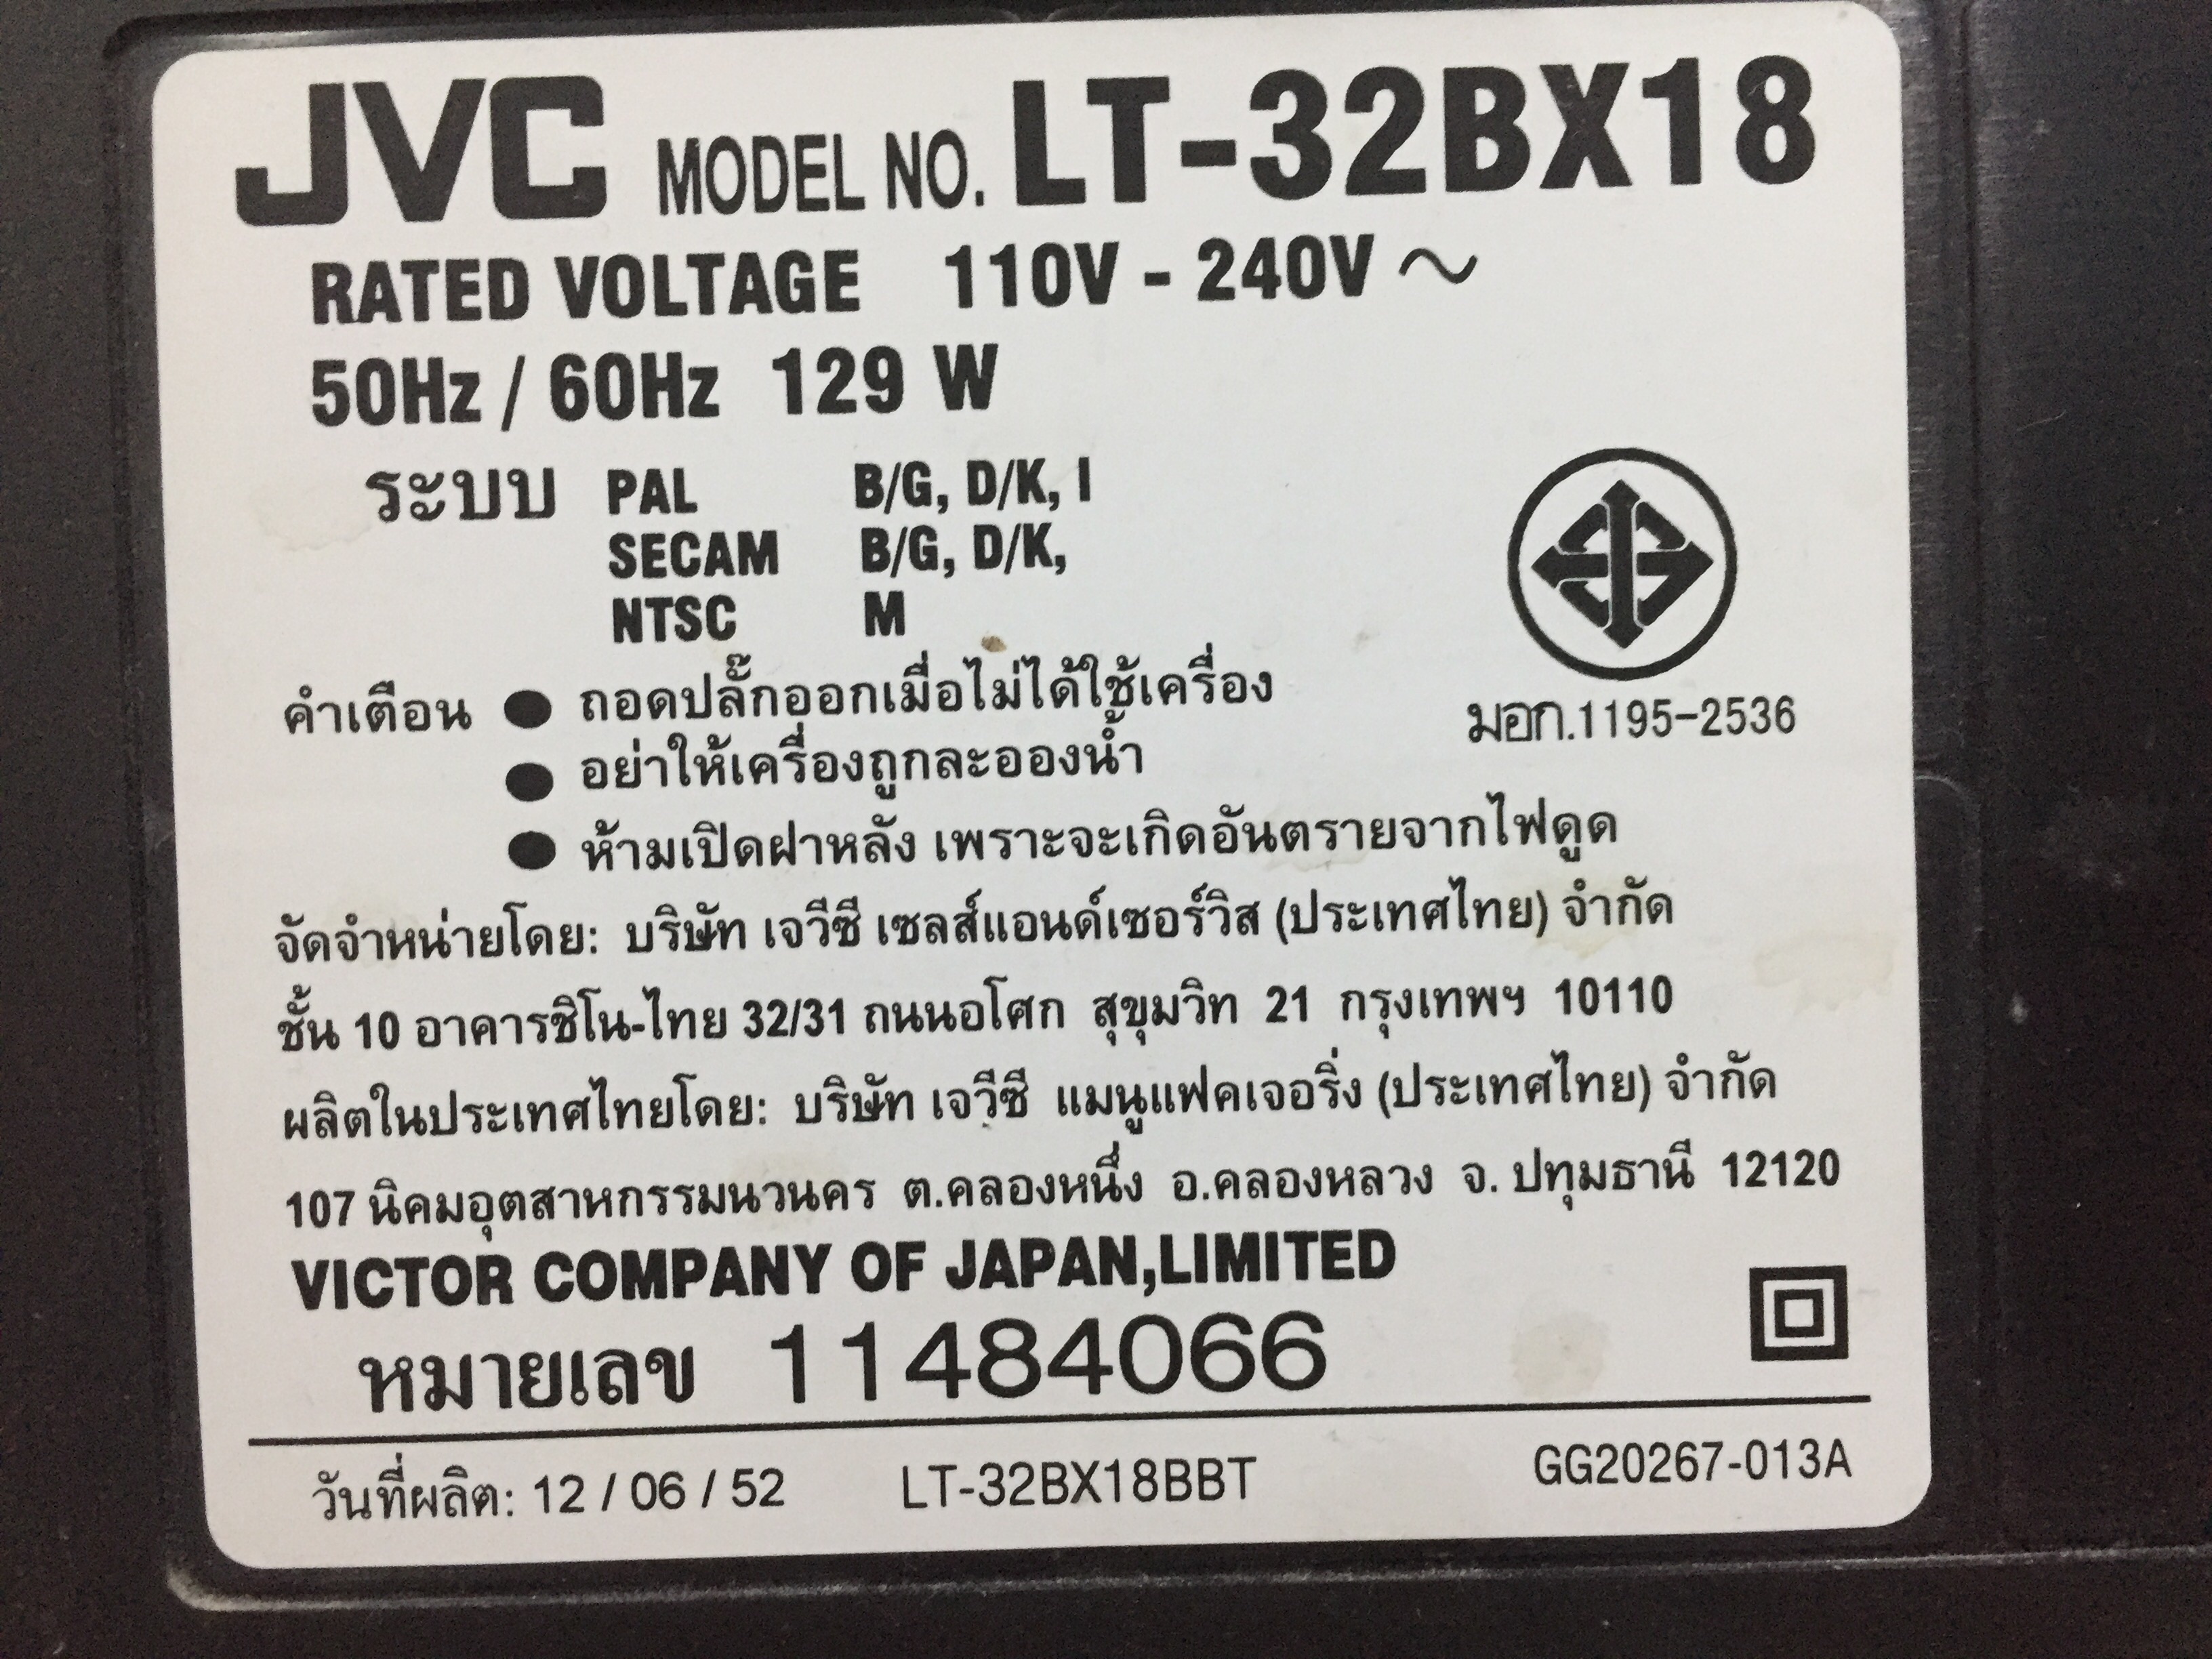 JVC MODEL NO. LT-32BX18
RATED VOLTAGE 110V - 240V ~
50Hz / 60Hz 129 W
ระบบ PAL B/G, D/K, I
SECAM B/G, D/K,
NTSC M
คำเตือน ● ถอดปลั๊กออกเมื่อไม่ได้ใช้เครื่อง
มอก.1195-2536
● อย่าให้เครื่องถูกละอองน้ำ
● ห้ามเปิดฝาหลัง เพราะจะเกิดอันตรายจากไฟดูด
จัดจำหน่ายโดย: บริษัท เจวีซี เซลส์แอนด์เซอร์วิส (ประเทศไทย) จำกัด
ชั้น 10 อาคารชิโน-ไทย 32/31 ถนนอโศก สุขุมวิท 21 กรุงเทพฯ 10110
ผลิตในประเทศไทยโดย: บริษัท เจวีซี แมนูแฟคเจอริ่ง (ประเทศไทย) จำกัด
107 นิคมอุตสาหกรรมนวนคร ต.คลองหนึ่ง อ.คลองหลวง จ. ปทุมธานี 12120
VICTOR COMPANY OF JAPAN,LIMITED
หมายเลข 11484066
วันที่ผลิต: 12 / 06 / 52 LT-32BX18BBT GG20267-013A